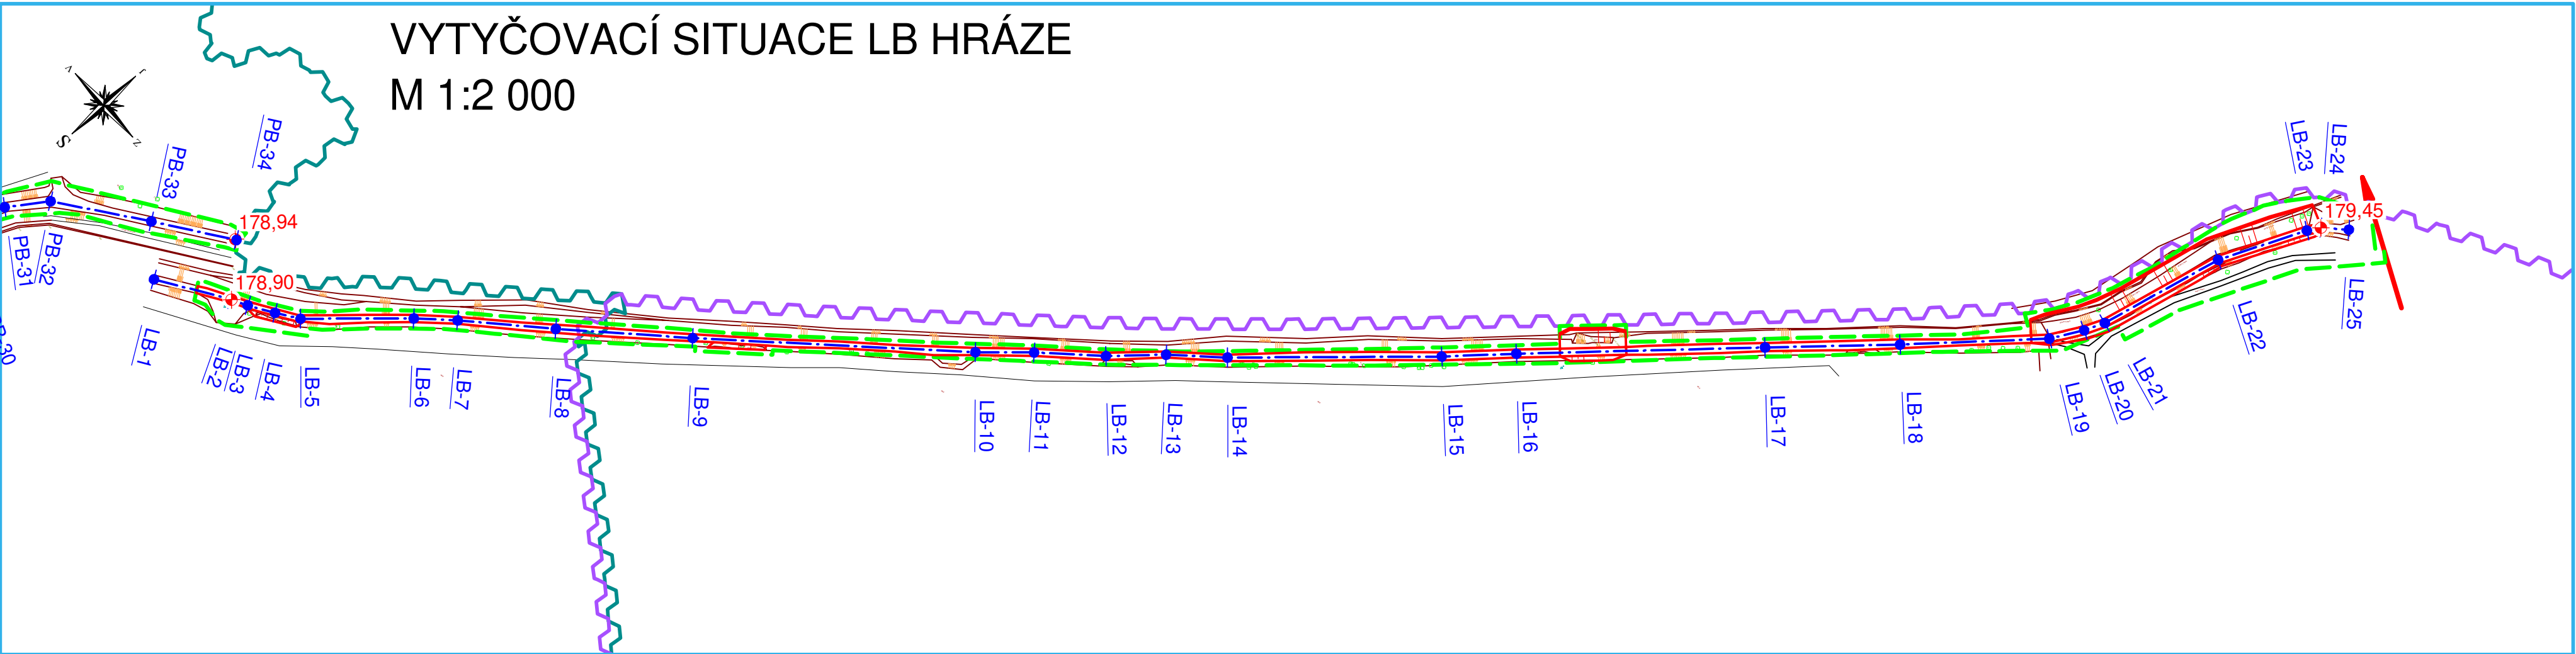 VYTYČOVACÍ SITUACE LB HRÁZE
M 1:2 000
S
PB-31
PB-32
PB-33
PB-34
178,94
178,90
LB-1
LB-2
LB-3
LB-4
LB-5
LB-6
LB-7
LB-8
LB-9
LB-10
LB-11
LB-12
LB-13
LB-14
LB-15
LB-16
LB-17
LB-18
LB-19
LB-20
LB-21
LB-22
LB-23
LB-24
179,45
LB-25